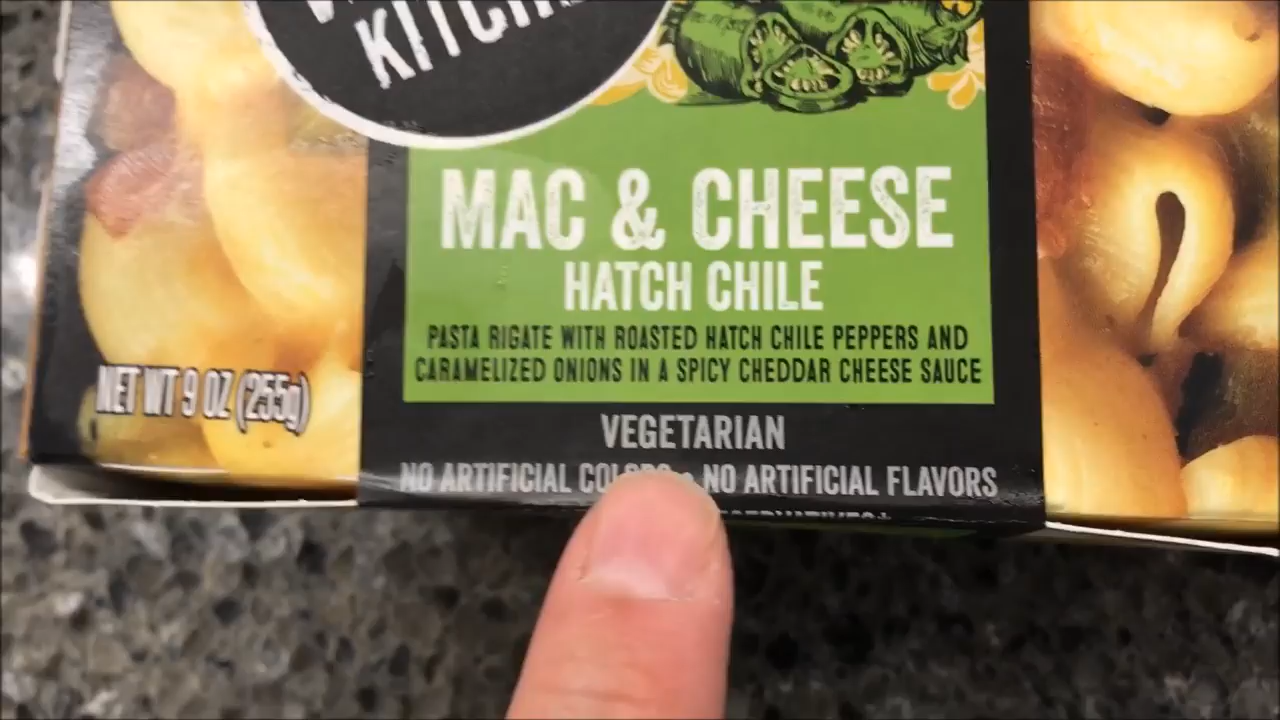 KITCHEN
MAC & CHEESE
HATCH CHILE
PASTA RIGATE WITH ROASTED HATCH CHILE PEPPERS AND
CARAMELIZED ONIONS IN A SPICY CHEDDAR CHEESE SAUCE
NET WT 9 OZ (255g)
VEGETARIAN
NO ARTIFICIAL COLORS • NO ARTIFICIAL FLAVORS